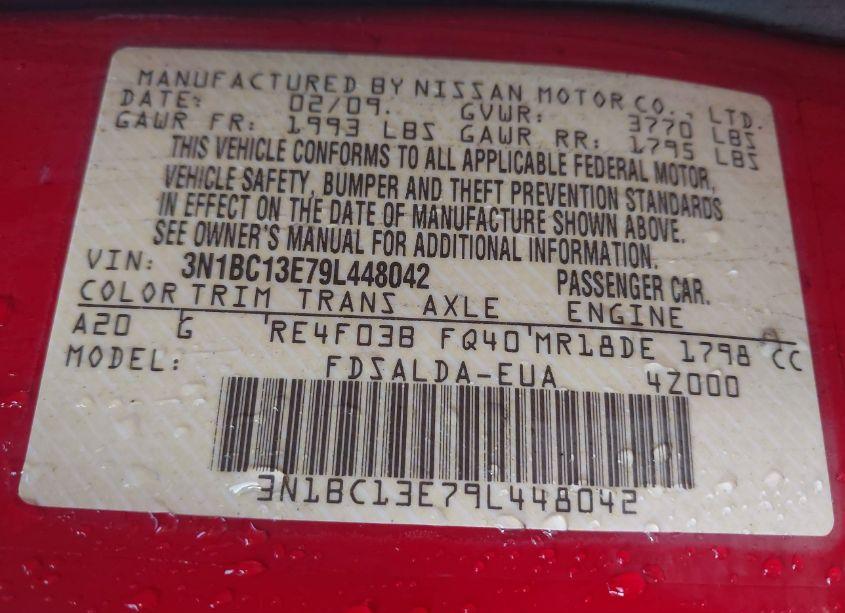 MANUFACTURED BY NISSAN MOTOR CO., LTD.
DATE: 02/09. GVWR: 3770 LBS
GAWR FR: 1993 LBS GAWR RR: 1795 LBS
THIS VEHICLE CONFORMS TO ALL APPLICABLE FEDERAL MOTOR,
VEHICLE SAFETY, BUMPER AND THEFT PREVENTION STANDARDS
IN EFFECT ON THE DATE OF MANUFACTURE SHOWN ABOVE.
SEE OWNER'S MANUAL FOR ADDITIONAL INFORMATION.
VIN: 3N1BC13E79L448042 PASSENGER CAR.
COLOR TRIM TRANS AXLE ENGINE
A20 G RE4F03B FQ40 MR18DE 1798 CC
MODEL: FDSALDA-EUA 4Z000
3N1BC13E79L448042